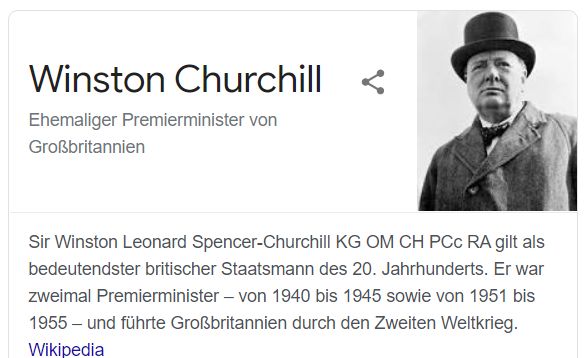 Winston Churchill
Ehemaliger Premierminister von
Großbritannien
Sir Winston Leonard Spencer-Churchill KG OM CH PCc RA gilt als
bedeutendster britischer Staatsmann des 20. Jahrhunderts. Er war
zweimal Premierminister – von 1940 bis 1945 sowie von 1951 bis
1955 – und führte Großbritannien durch den Zweiten Weltkrieg.
Wikipedia